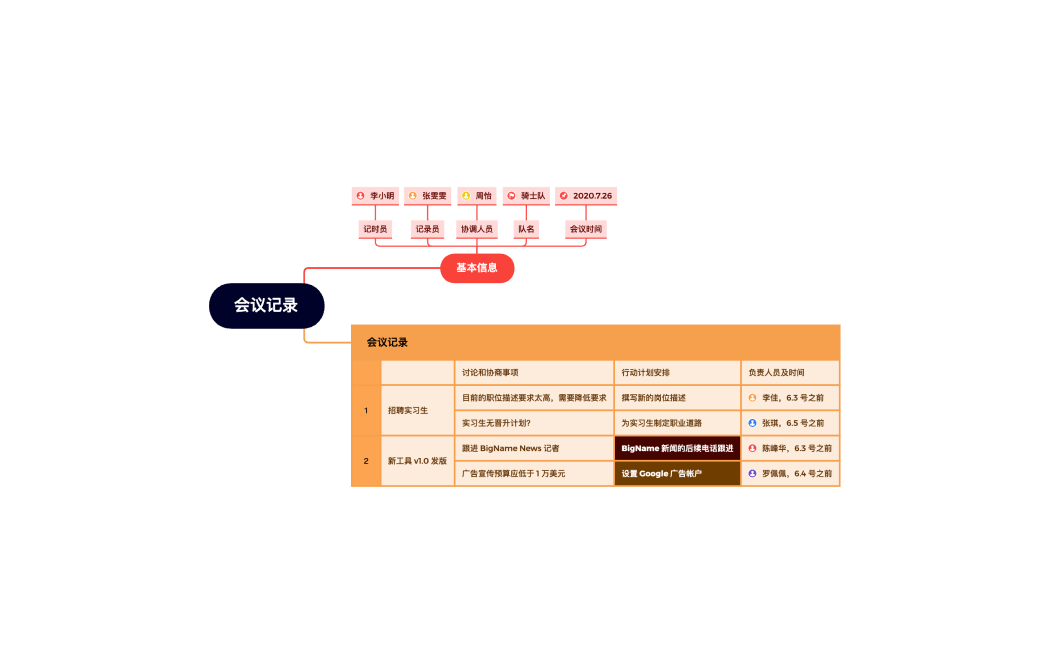 李小明 张雯雯 周怡 骑士队 2020.7.26
记时员 记录员 协调人员 队名 会议时间
基本信息
会议记录
会议记录
讨论和协商事项 行动计划安排 负责人员及时间
1 招聘实习生 目前的职位描述要求太高，需要降低要求 撰写新的岗位描述 李佳，6.3 号之前
实习生无晋升计划？ 为实习生制定职业道路 张琪，6.5 号之前
2 新工具 v1.0 发版 跟进 BigName News 记者 BigName 新闻的后续电话跟进 陈峰华，6.3 号之前
广告宣传预算应低于 1 万美元 设置 Google 广告帐户 罗佩佩，6.4 号之前